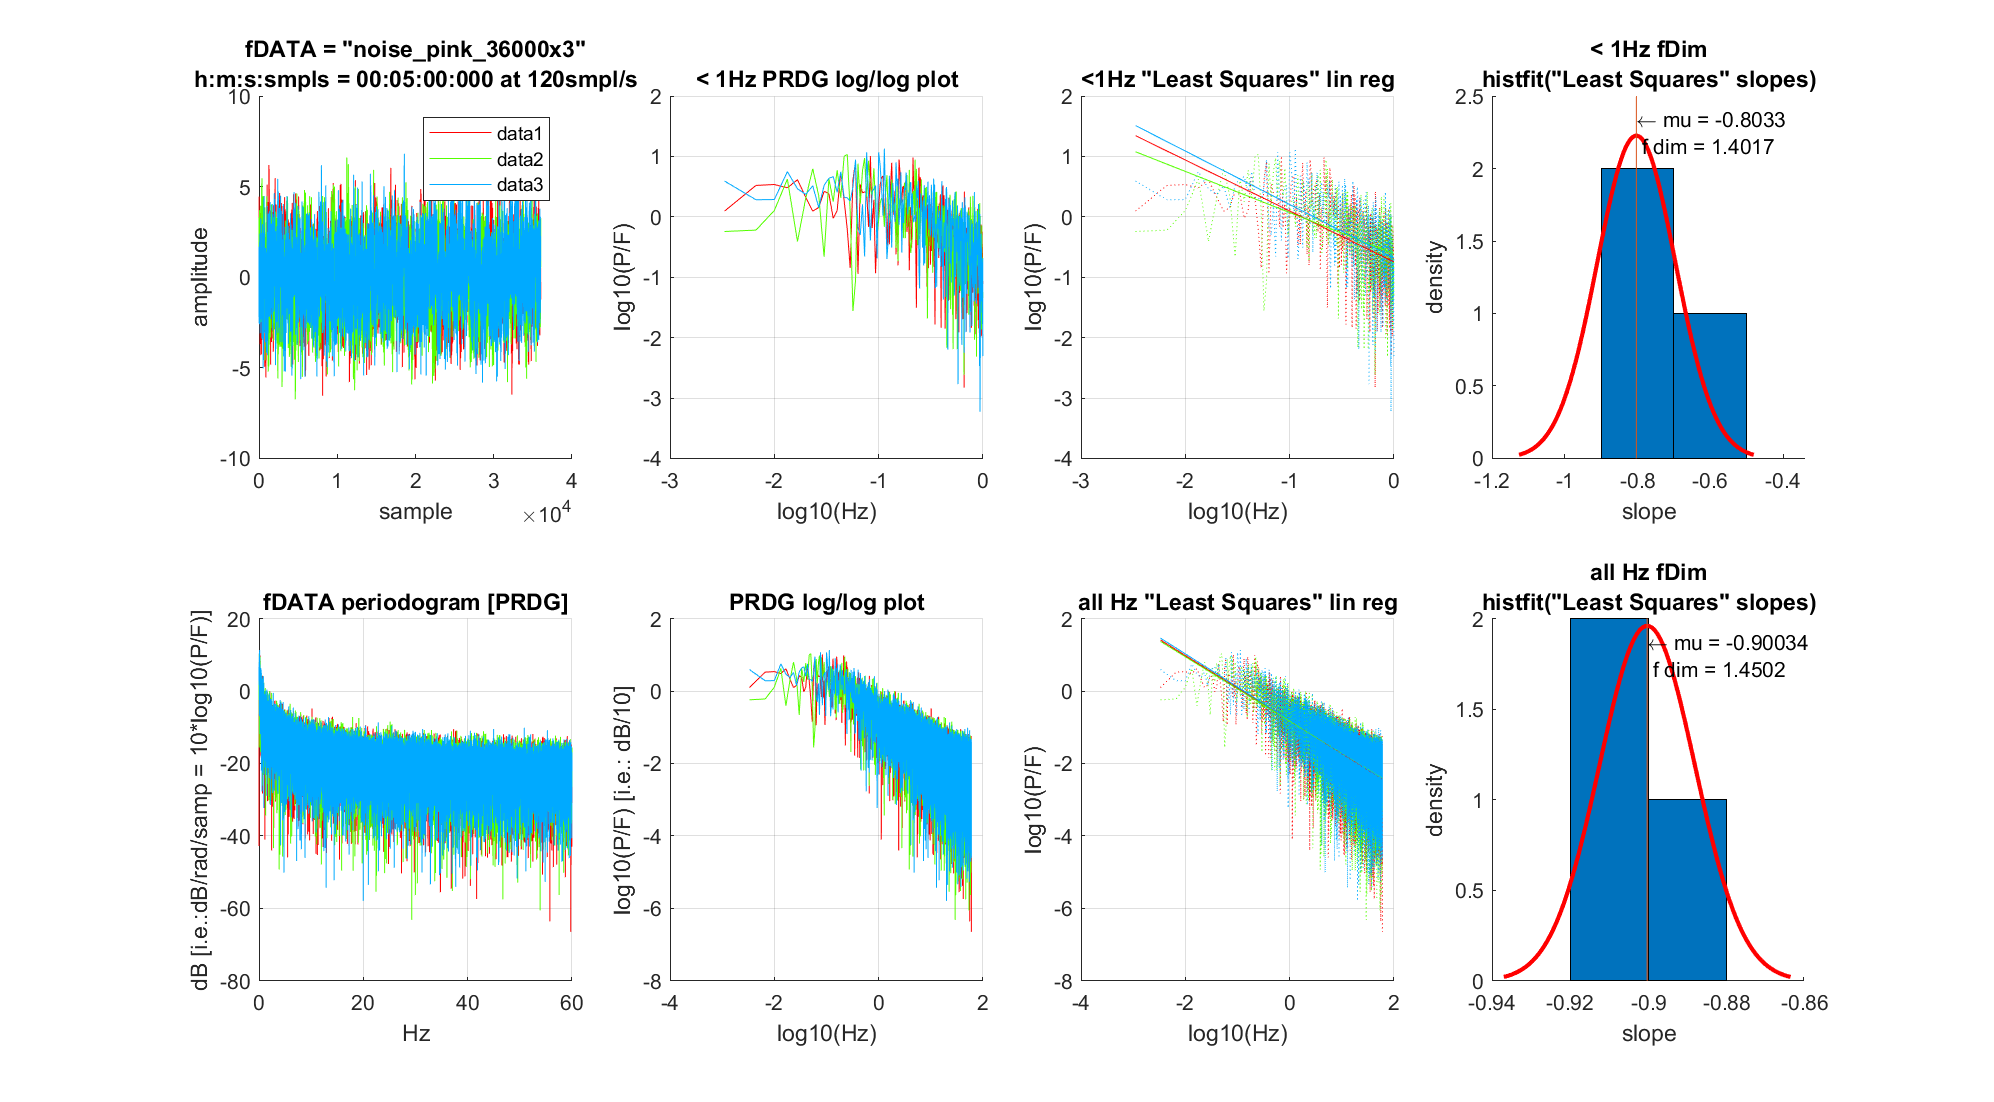 fDATA = "noise_pink_36000x3"
h:m:s:smpls = 00:05:00:000 at 120smpl/s
10
5
0
-5
-10
0
1
2
3
4
×10⁴
amplitude
sample
data1
data2
data3
< 1Hz PRDG log/log plot
2
1
0
-1
-2
-3
-4
-3
-2
-1
0
log10(P/F)
log10(Hz)
<1Hz "Least Squares" lin reg
2
1
0
-1
-2
-3
-4
-3
-2
-1
0
log10(P/F)
log10(Hz)
< 1Hz fDim
histfit("Least Squares" slopes)
2.5
2
1.5
1
0.5
0
-1.2
-1
-0.8
-0.6
-0.4
density
slope
← mu = -0.8033
f dim = 1.4017
fDATA periodogram [PRDG]
20
0
-20
-40
-60
-80
0
20
40
60
dB [i.e.:dB/rad/samp = 10*log10(P/F)]
Hz
PRDG log/log plot
2
0
-2
-4
-6
-8
-4
-2
0
2
log10(P/F) [i.e.: dB/10]
log10(Hz)
all Hz "Least Squares" lin reg
2
0
-2
-4
-6
-8
-4
-2
0
2
log10(P/F)
log10(Hz)
all Hz fDim
histfit("Least Squares" slopes)
2
1.5
1
0.5
0
-0.94
-0.92
-0.9
-0.88
-0.86
density
slope
← mu = -0.90034
f dim = 1.4502